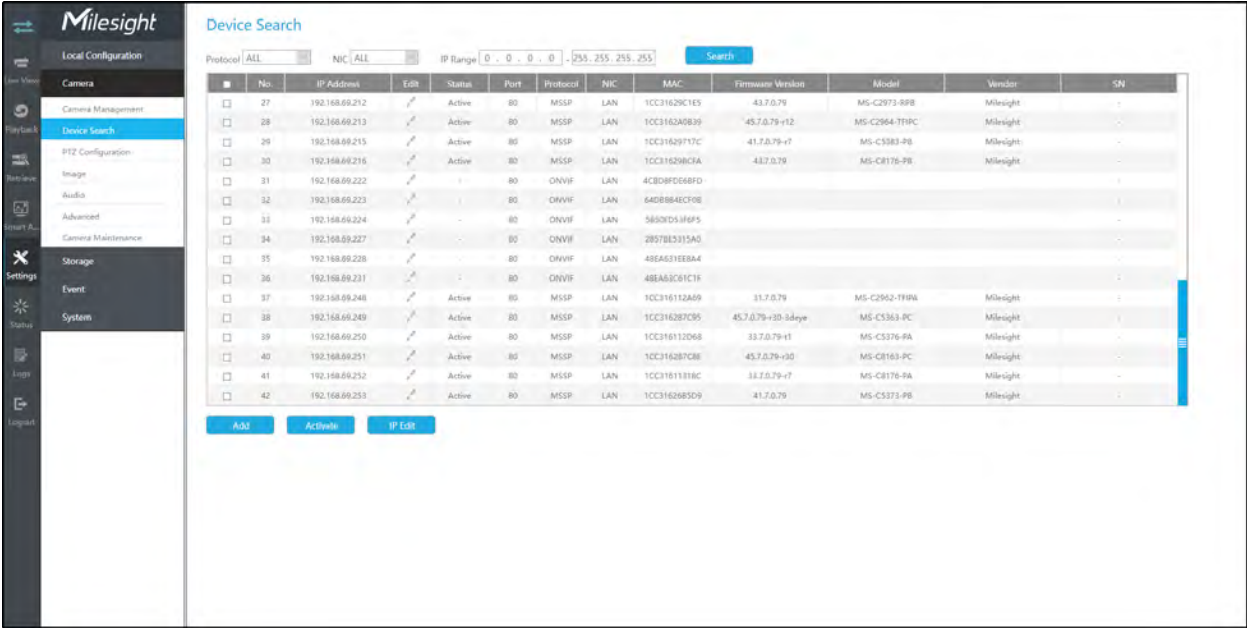 Milesight
Device Search
Local Configuration
Protocol ALL NIC ALL IP Range 0 . 0 . 0 . 0 - 255. 255. 255. 255 Search
Live View
Camera
No. IP Address Edit Status Port Protocol NIC MAC Firmware Version Model Vendor SN
Camera Management
27 192.168.69.212 Active 80 MSSP LAN 1CC31629C1E5 43.7.0.79 MS-C2973-RPB Milesight -
Playback
Device Search
28 192.168.69.213 Active 80 MSSP LAN 1CC3162A0B39 45.7.0.79-r12 MS-C2964-TFIPC Milesight -
29 192.168.69.215 Active 80 MSSP LAN 1CC31629717C 41.7.0.79-r7 MS-C5383-PB Milesight -
PTZ Configuration
30 192.168.69.216 Active 80 MSSP LAN 1CC31629BCFA 43.7.0.79 MS-C8176-PB Milesight -
Retrieve
Image
31 192.168.69.222 - 80 ONVIF LAN 4CBD8FDE6BFD -
Audio
32 192.168.69.223 - 80 ONVIF LAN 64DB8B4ECF0B -
Smart A...
Advanced
33 192.168.69.224 - 80 ONVIF LAN 5850FD53F6F5 -
Camera Maintenance
34 192.168.69.227 - 80 ONVIF LAN 2857BE5315A0 -
Settings
Storage
35 192.168.69.228 - 80 ONVIF LAN 48EA631EEBA4 -
36 192.168.69.231 - 80 ONVIF LAN 48EA63C61C1F -
Event
37 192.168.69.248 Active 80 MSSP LAN 1CC316112A69 31.7.0.79 MS-C2962-TFIPA Milesight -
Status
System
38 192.168.69.249 Active 80 MSSP LAN 1CC316287C95 45.7.0.79-r30-3deye MS-C5363-PC Milesight -
39 192.168.69.250 Active 80 MSSP LAN 1CC316112D68 33.7.0.79-t1 MS-C5376-PA Milesight -
40 192.168.69.251 Active 80 MSSP LAN 1CC316287C8E 45.7.0.79-r30 MS-C8163-PC Milesight -
Logs
41 192.168.69.252 Active 80 MSSP LAN 1CC31611318C 33.7.0.79-r7 MS-C8176-PA Milesight -
42 192.168.69.253 Active 80 MSSP LAN 1CC3162685D9 41.7.0.79 MS-C5373-PB Milesight -
Logout
Add Activate IP Edit